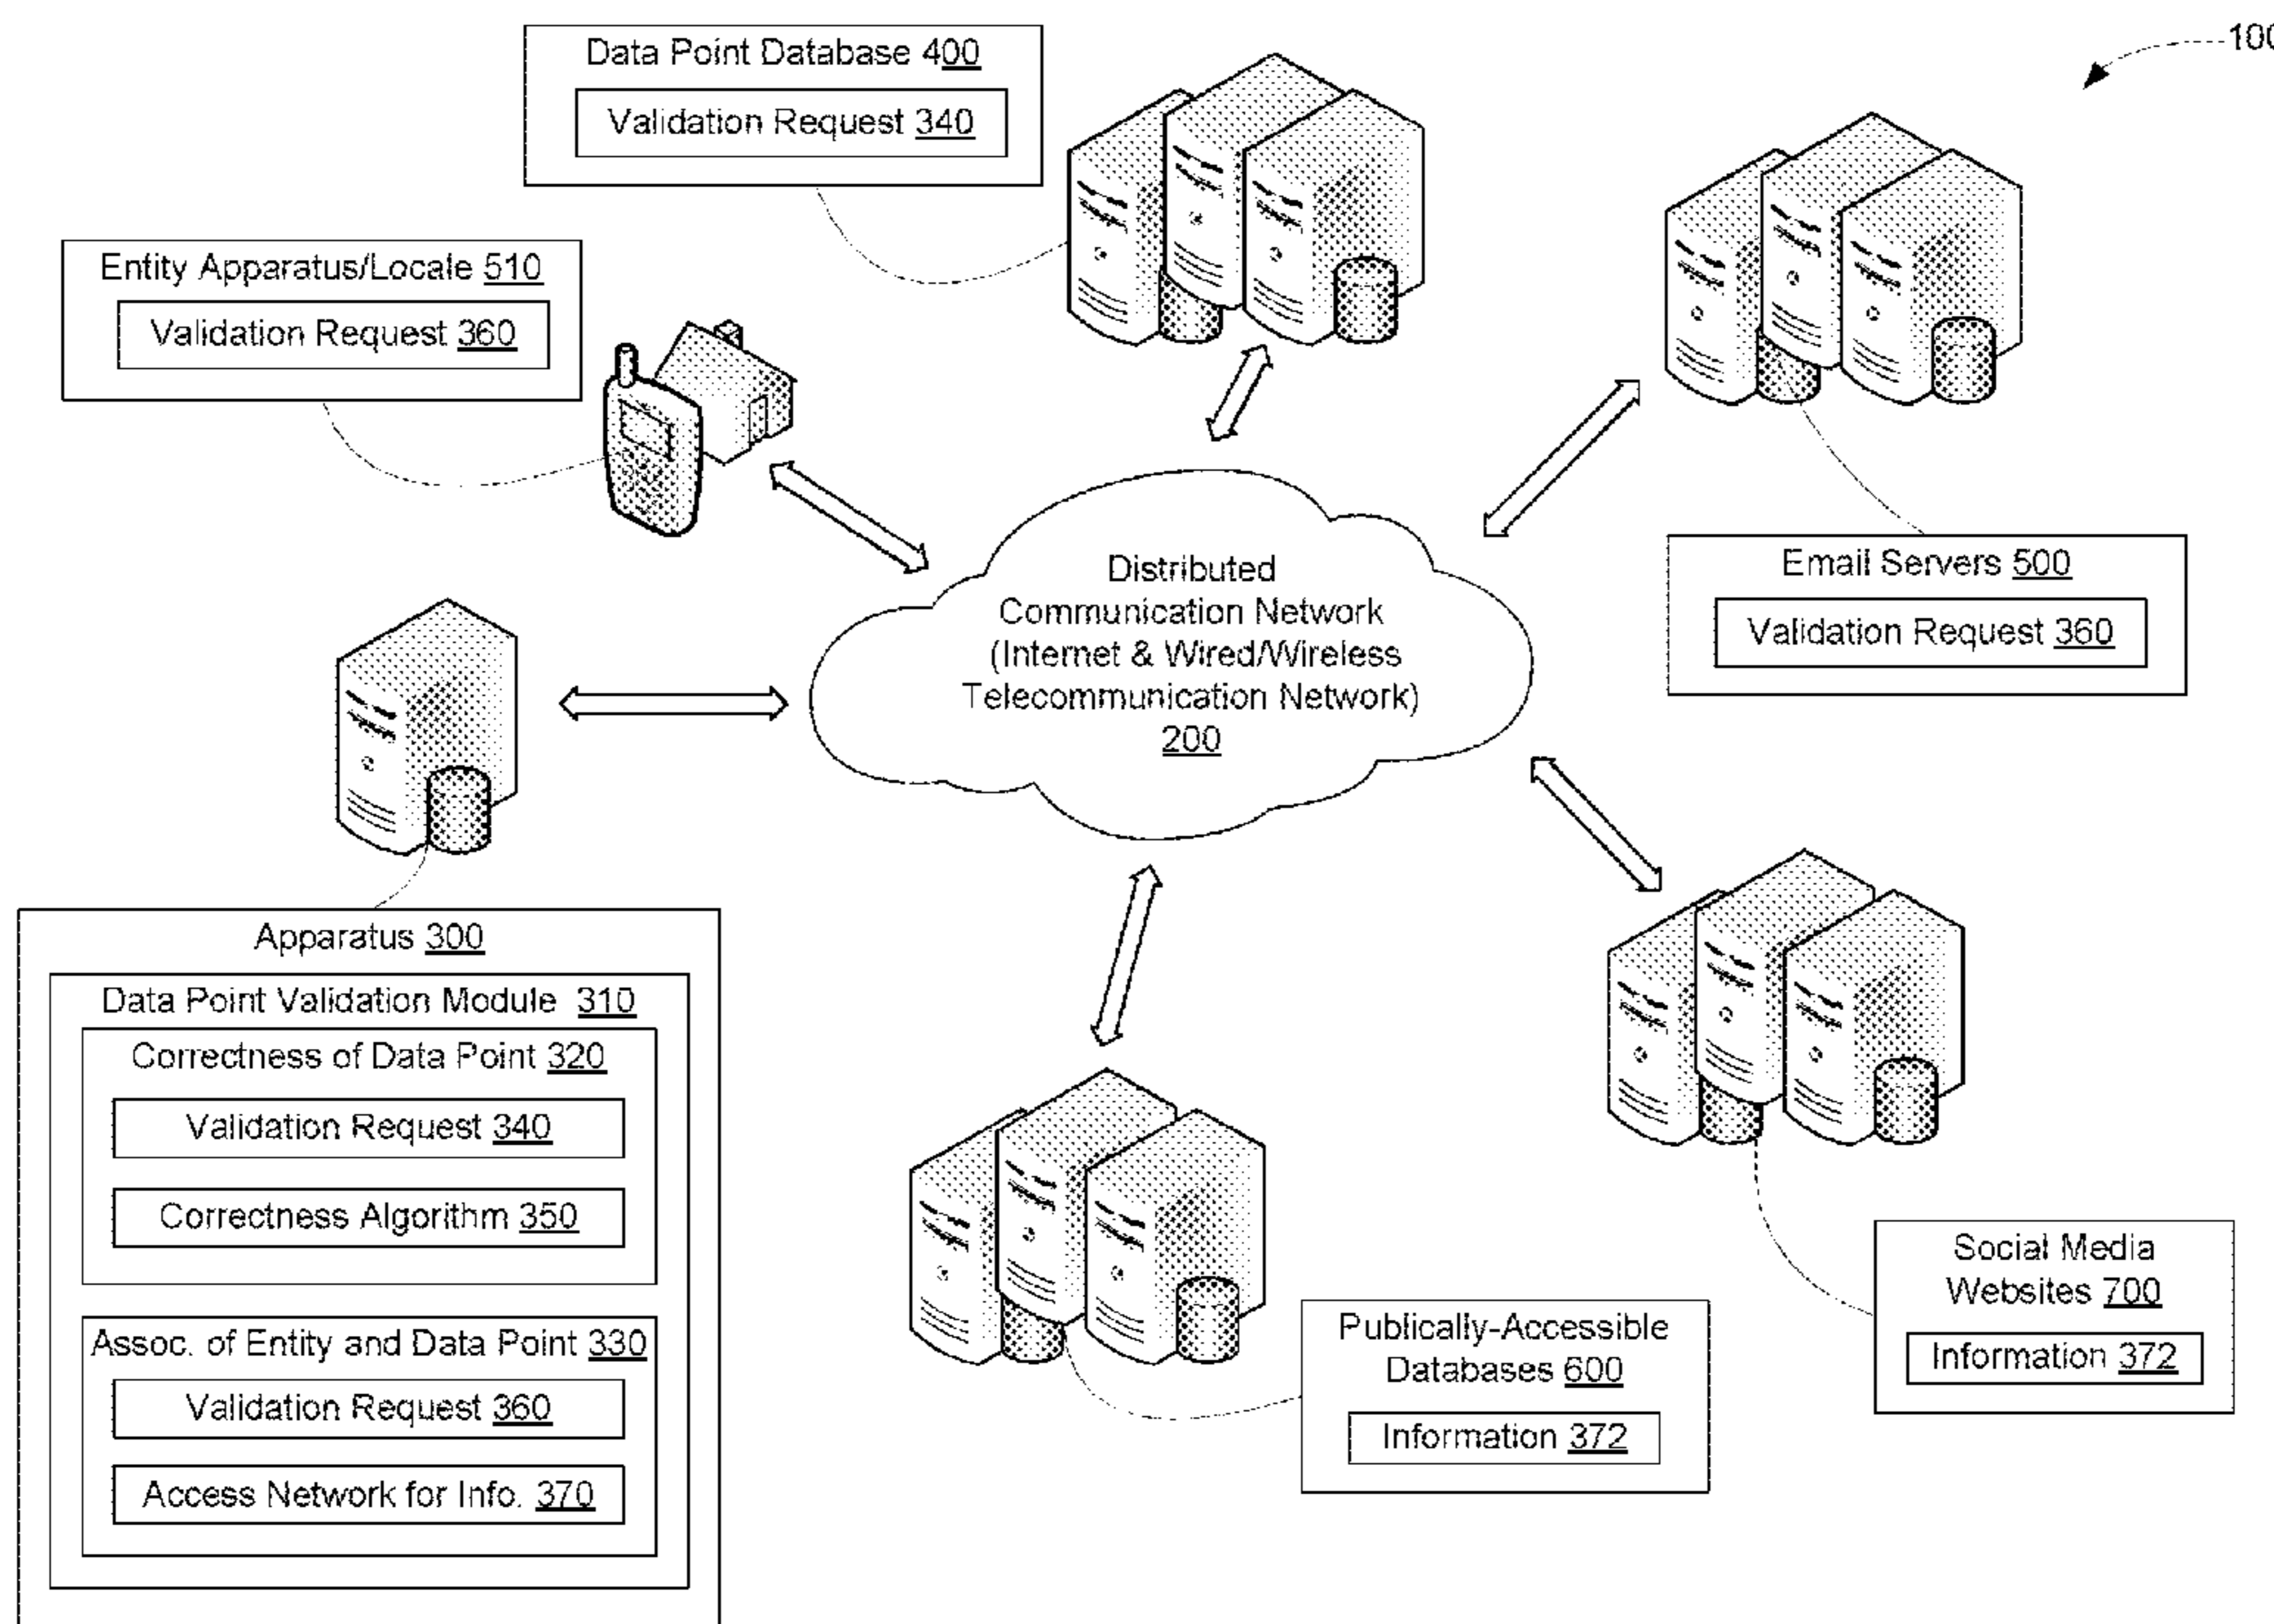 100
Data Point Database 400
Validation Request 340
Entity Apparatus/Locale 510
Validation Request 360
Email Servers 500
Validation Request 360
Distributed
Communication Network
(Internet & Wired/Wireless
Telecommunication Network)
200
Apparatus 300
Data Point Validation Module 310
Correctness of Data Point 320
Validation Request 340
Correctness Algorithm 350
Assoc. of Entity and Data Point 330
Validation Request 360
Access Network for Info. 370
Publically-Accessible
Databases 600
Information 372
Social Media
Websites 700
Information 372